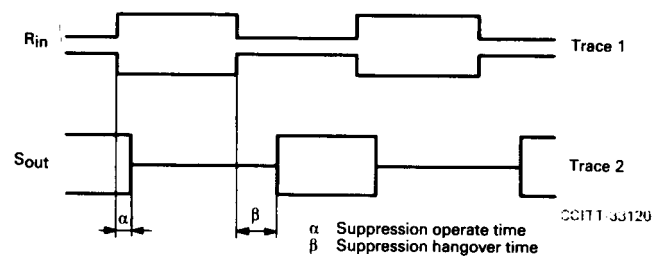 Rin
Trace 1
Sout
Trace 2
α
β
CCITT-33120
α Suppression operate time
β Suppression hangover time